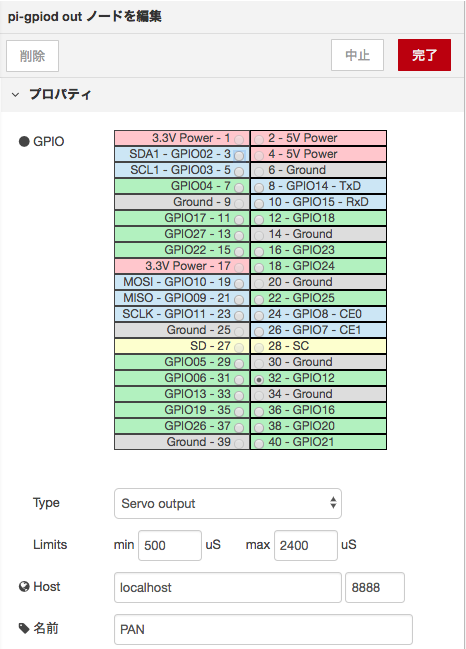 pi-gpiod out ノードを編集
削除 中止 完了
プロパティ
GPIO
3.3V Power - 1 2 - 5V Power
SDA1 - GPIO02 - 3 4 - 5V Power
SCL1 - GPIO03 - 5 6 - Ground
GPIO04 - 7 8 - GPIO14 - TxD
Ground - 9 10 - GPIO15 - RxD
GPIO17 - 11 12 - GPIO18
GPIO27 - 13 14 - Ground
GPIO22 - 15 16 - GPIO23
3.3V Power - 17 18 - GPIO24
MOSI - GPIO10 - 19 20 - Ground
MISO - GPIO09 - 21 22 - GPIO25
SCLK - GPIO11 - 23 24 - GPIO8 - CE0
Ground - 25 26 - GPIO7 - CE1
SD - 27 28 - SC
GPIO05 - 29 30 - Ground
GPIO06 - 31 32 - GPIO12
GPIO13 - 33 34 - Ground
GPIO19 - 35 36 - GPIO16
GPIO26 - 37 38 - GPIO20
Ground - 39 40 - GPIO21
Type Servo output
Limits min 500 uS max 2400 uS
Host localhost 8888
名前 PAN